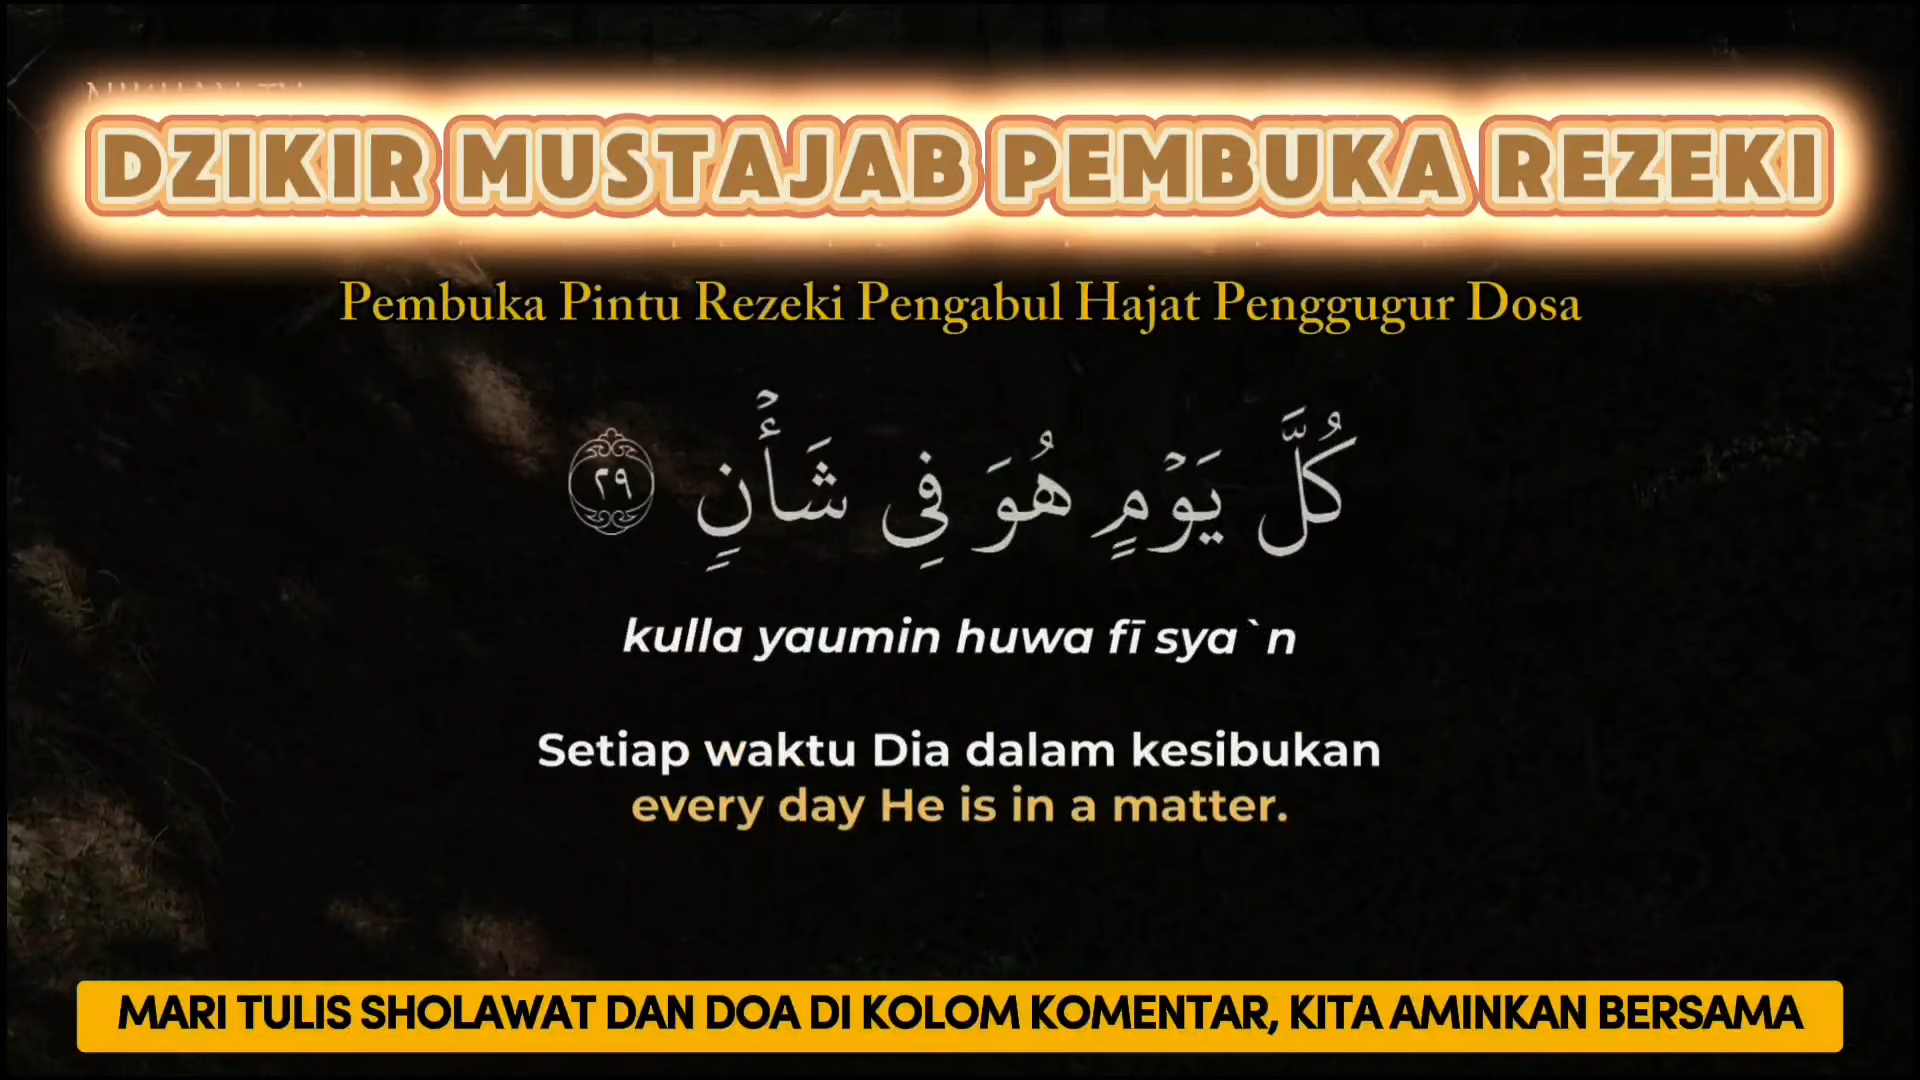 DZIKIR MUSTAJAB PEMBUKA REZEKI
Pembuka Pintu Rezeki Pengabul Hajat Penggugur Dosa
كُلَّ يَوْمٍ هُوَ فِى شَأْنٍ ٢٩
kulla yaumin huwa fī sya`n
Setiap waktu Dia dalam kesibukan
every day He is in a matter.
MARI TULIS SHOLAWAT DAN DOA DI KOLOM KOMENTAR, KITA AMINKAN BERSAMA